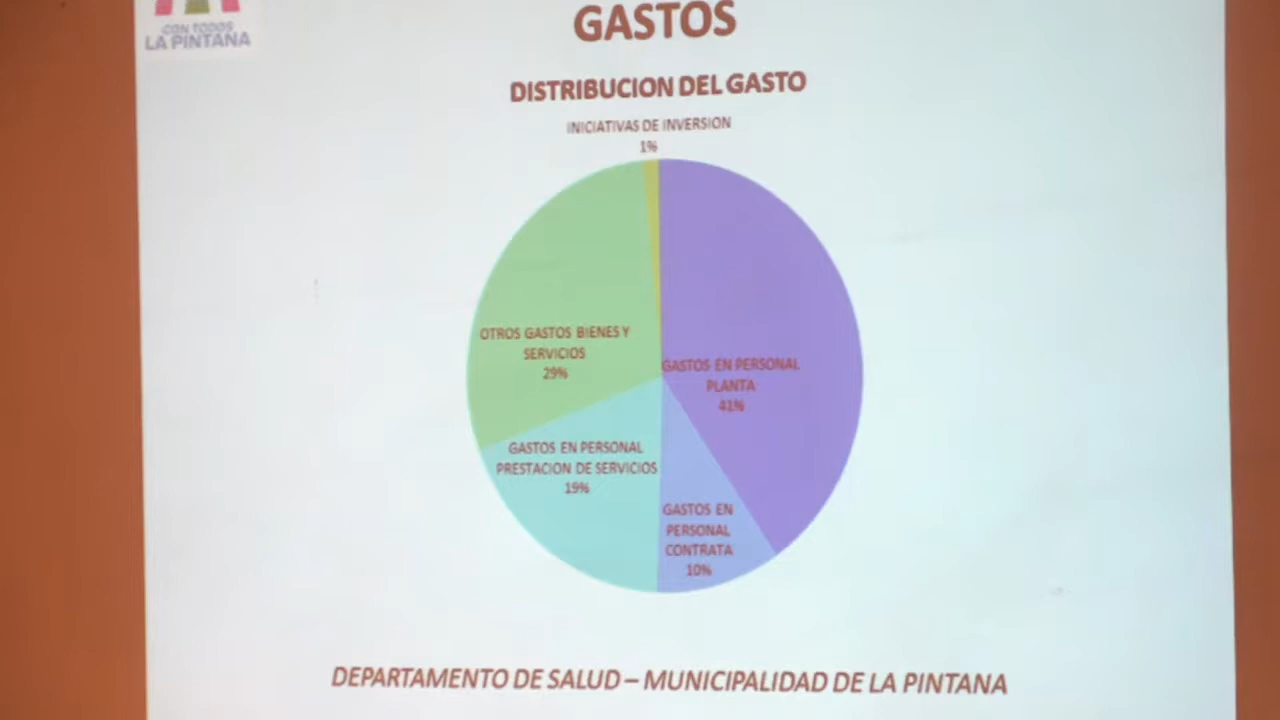 CON TODOS
LA PINTANA
GASTOS
DISTRIBUCION DEL GASTO
INICIATIVAS DE INVERSION
1%
OTROS GASTOS BIENES Y
SERVICIOS
29%
GASTOS EN PERSONAL
PLANTA
41%
GASTOS EN PERSONAL
PRESTACION DE SERVICIOS
19%
GASTOS EN
PERSONAL
CONTRATA
10%
DEPARTAMENTO DE SALUD – MUNICIPALIDAD DE LA PINTANA